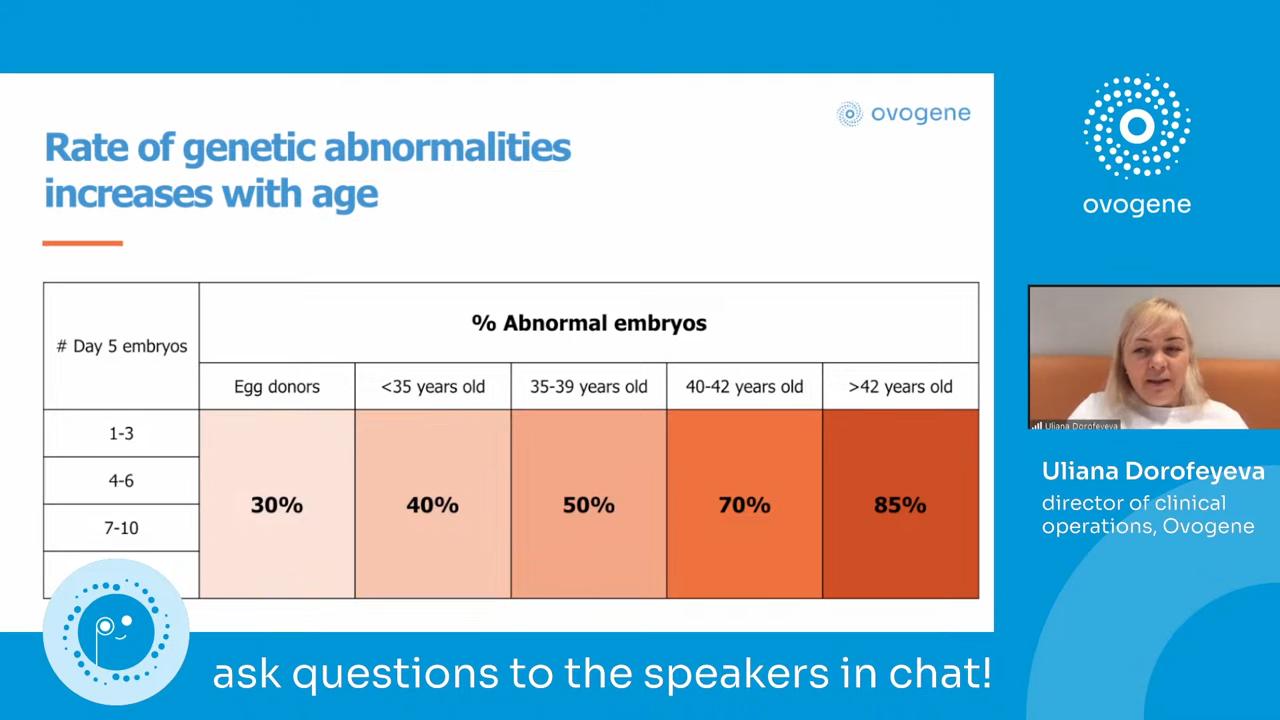 ovogene
Rate of genetic abnormalities
increases with age
# Day 5 embryos
% Abnormal embryos
Egg donors
<35 years old
35-39 years old
40-42 years old
>42 years old
1-3
4-6
7-10
30%
40%
50%
70%
85%
ovogene
Uliana Dorofeyeva
Uliana Dorofeyeva
director of clinical
operations, Ovogene
ask questions to the speakers in chat!